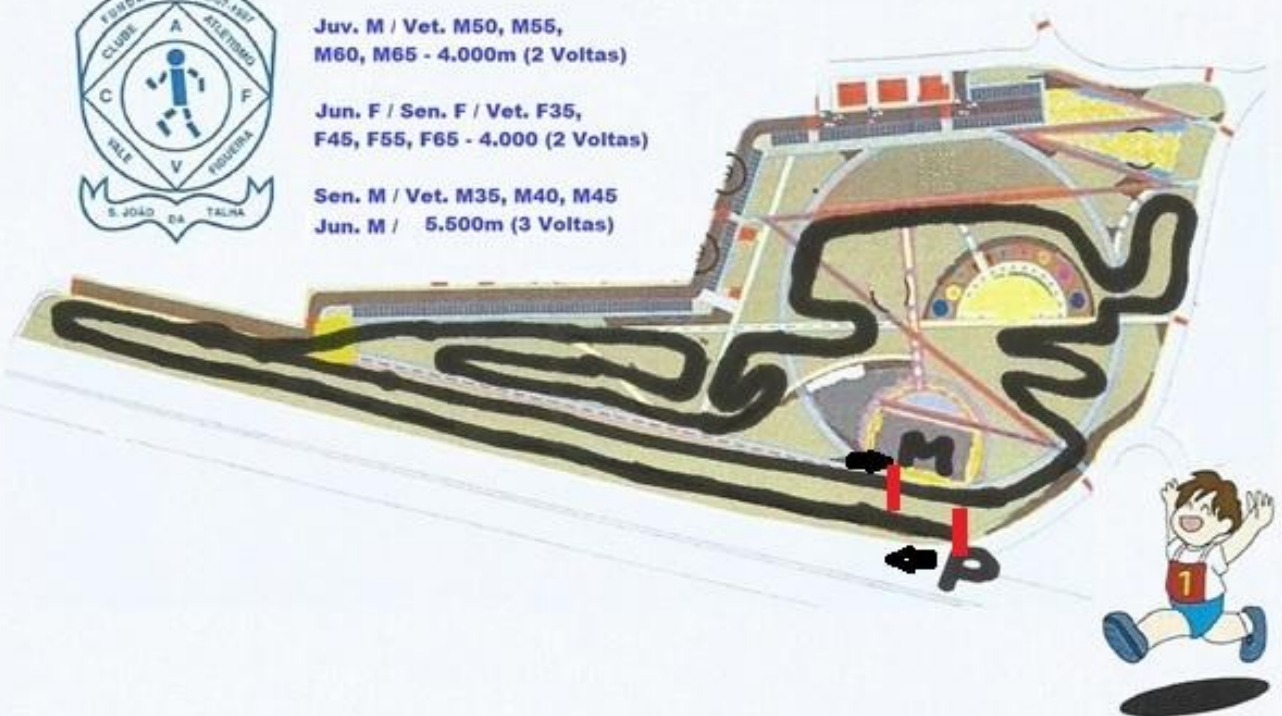 CLUBE
ATLETISMO
A
C
F
V
VALE
FIGUEIRA
S. JOÃO DA TALHA
Juv. M / Vet. M50, M55,
M60, M65 - 4.000m (2 Voltas)
Jun. F / Sen. F / Vet. F35,
F45, F55, F65 - 4.000 (2 Voltas)
Sen. M / Vet. M35, M40, M45
Jun. M / 5.500m (3 Voltas)
M
P
1